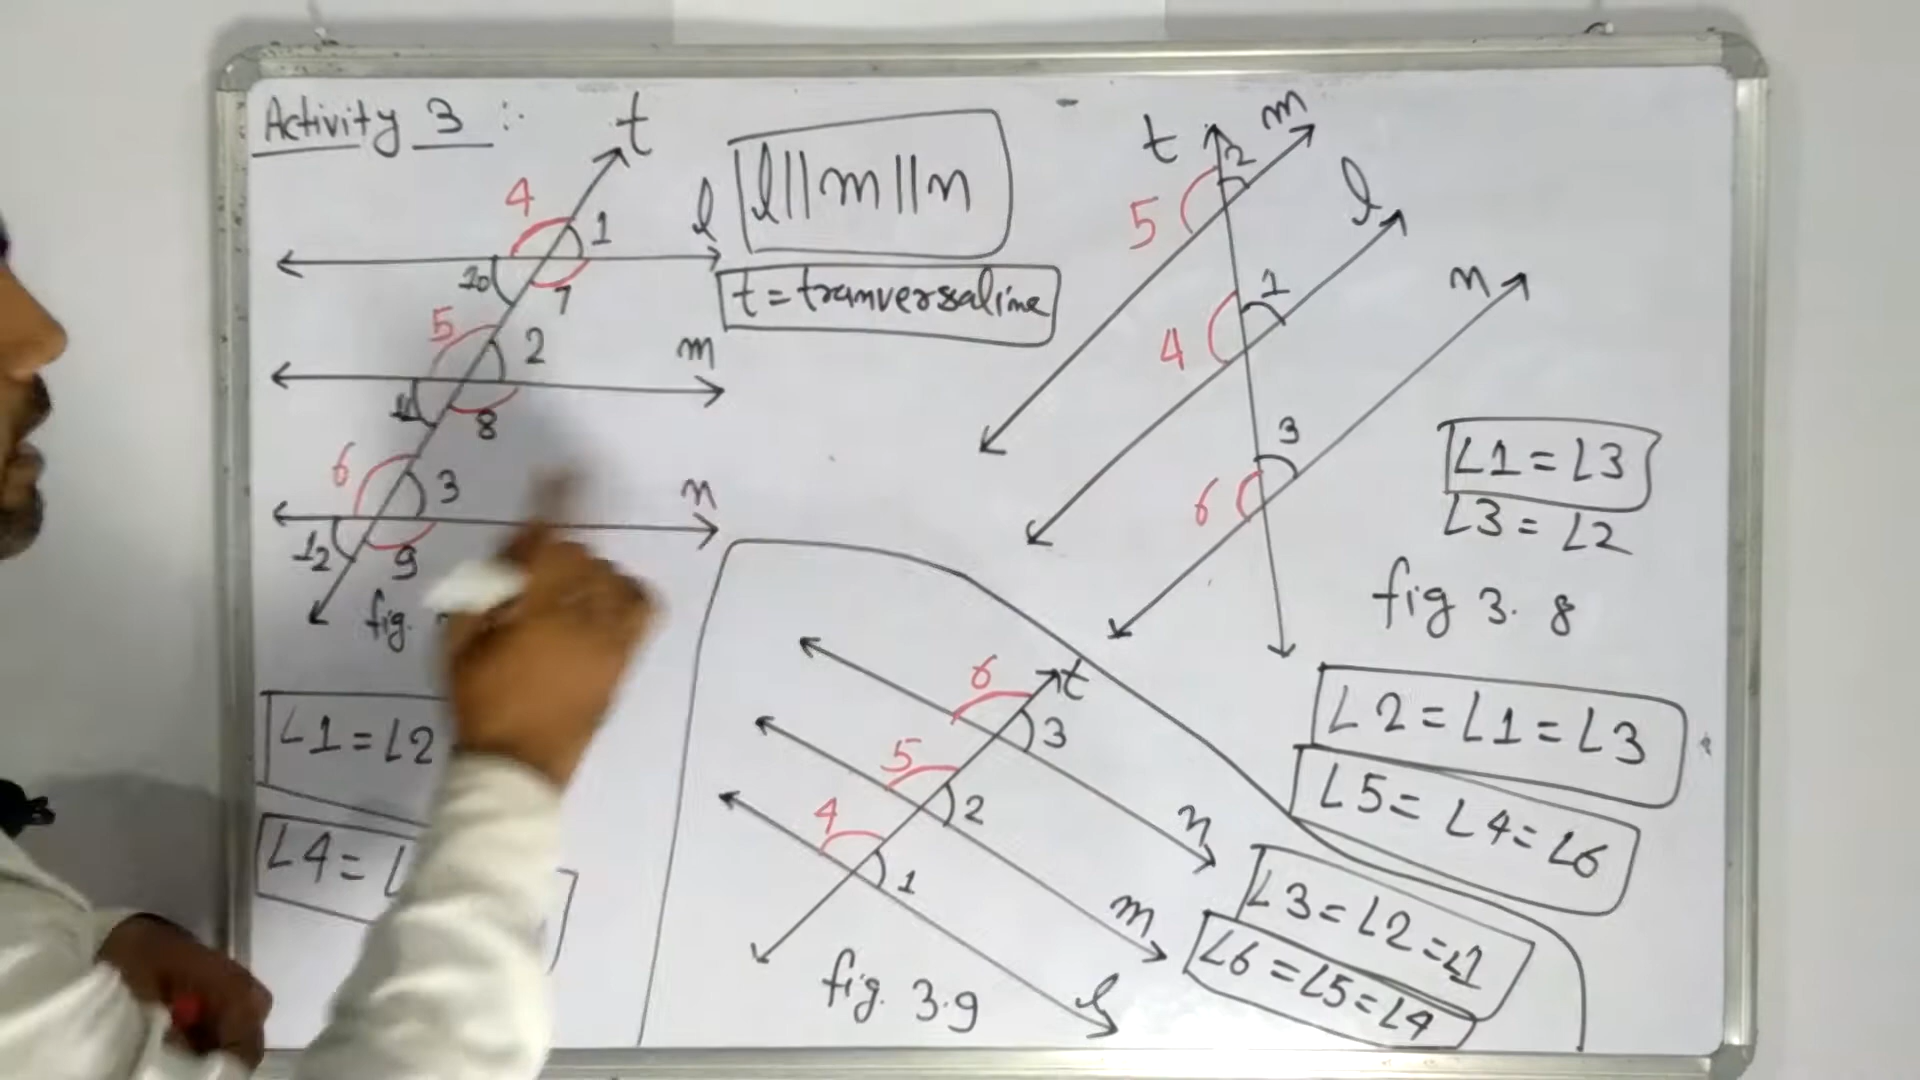 Activity 3 :-
t
4
1
l
10
7
5
2
m
11
8
6
3
n
12
9
fig.
l||m||n
t = tranversaline
∠1 = ∠2
∠4 =
t
2
m
5
l
1
4
n
3
6
∠1 = ∠3
∠3 = ∠2
fig 3.8
∠2 = ∠1 = ∠3
∠5 = ∠4 = ∠6
6
t
3
5
2
4
1
n
m
l
fig. 3.9
∠3 = ∠2 = ∠1
∠6 = ∠5 = ∠4